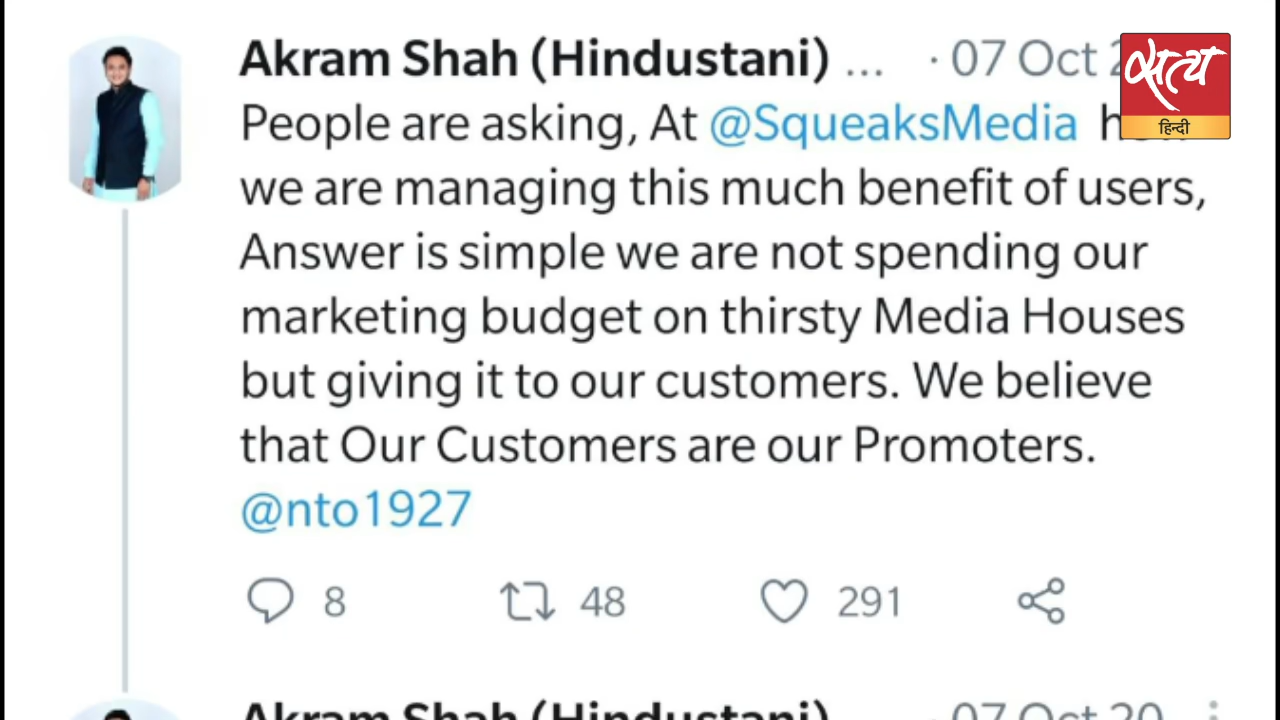 Akram Shah (Hindustani) ... · 07 Oct
सत्य
हिन्दी
People are asking, At @SqueaksMedia
we are managing this much benefit of users,
Answer is simple we are not spending our
marketing budget on thirsty Media Houses
but giving it to our customers. We believe
that Our Customers are our Promoters.
@nto1927
8 48 291
Akram Shah (Hindustani) · 07 Oct 20